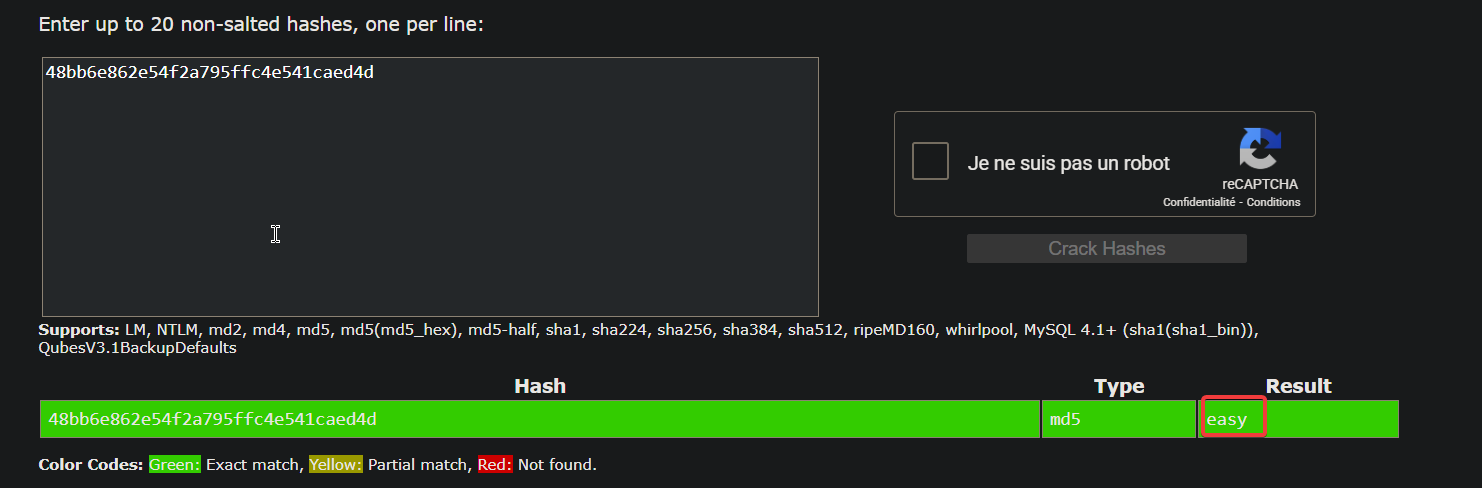 Enter up to 20 non-salted hashes, one per line:
48bb6e862e54f2a795ffc4e541caed4d
Je ne suis pas un robot
reCAPTCHA
Confidentialité - Conditions
Crack Hashes
Supports: LM, NTLM, md2, md4, md5, md5(md5_hex), md5-half, sha1, sha224, sha256, sha384, sha512, ripeMD160, whirlpool, MySQL 4.1+ (sha1(sha1_bin)),
QubesV3.1BackupDefaults
Hash Type Result
48bb6e862e54f2a795ffc4e541caed4d md5 easy
Color Codes: Green: Exact match, Yellow: Partial match, Red: Not found.